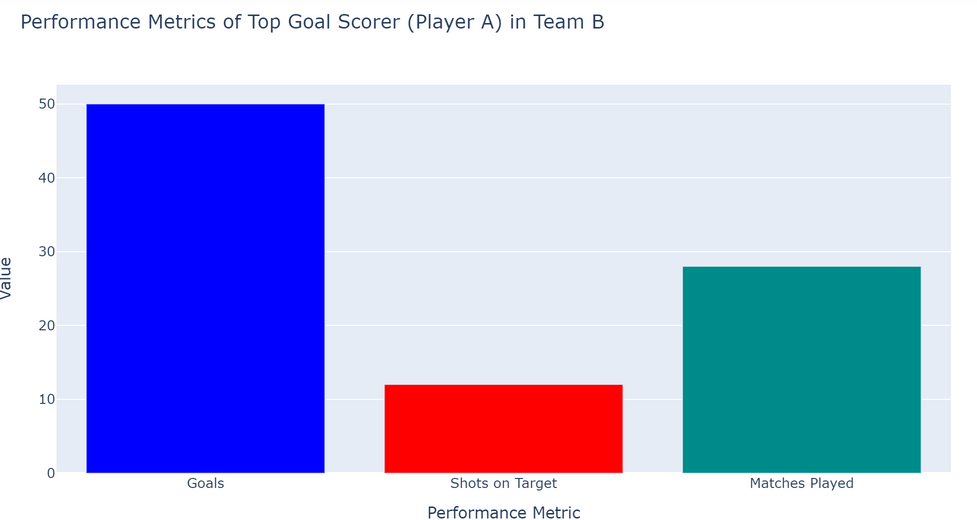 Performance Metrics of Top Goal Scorer (Player A) in Team B
50
40
30
20
10
0
Value
Goals
Shots on Target
Matches Played
Performance Metric